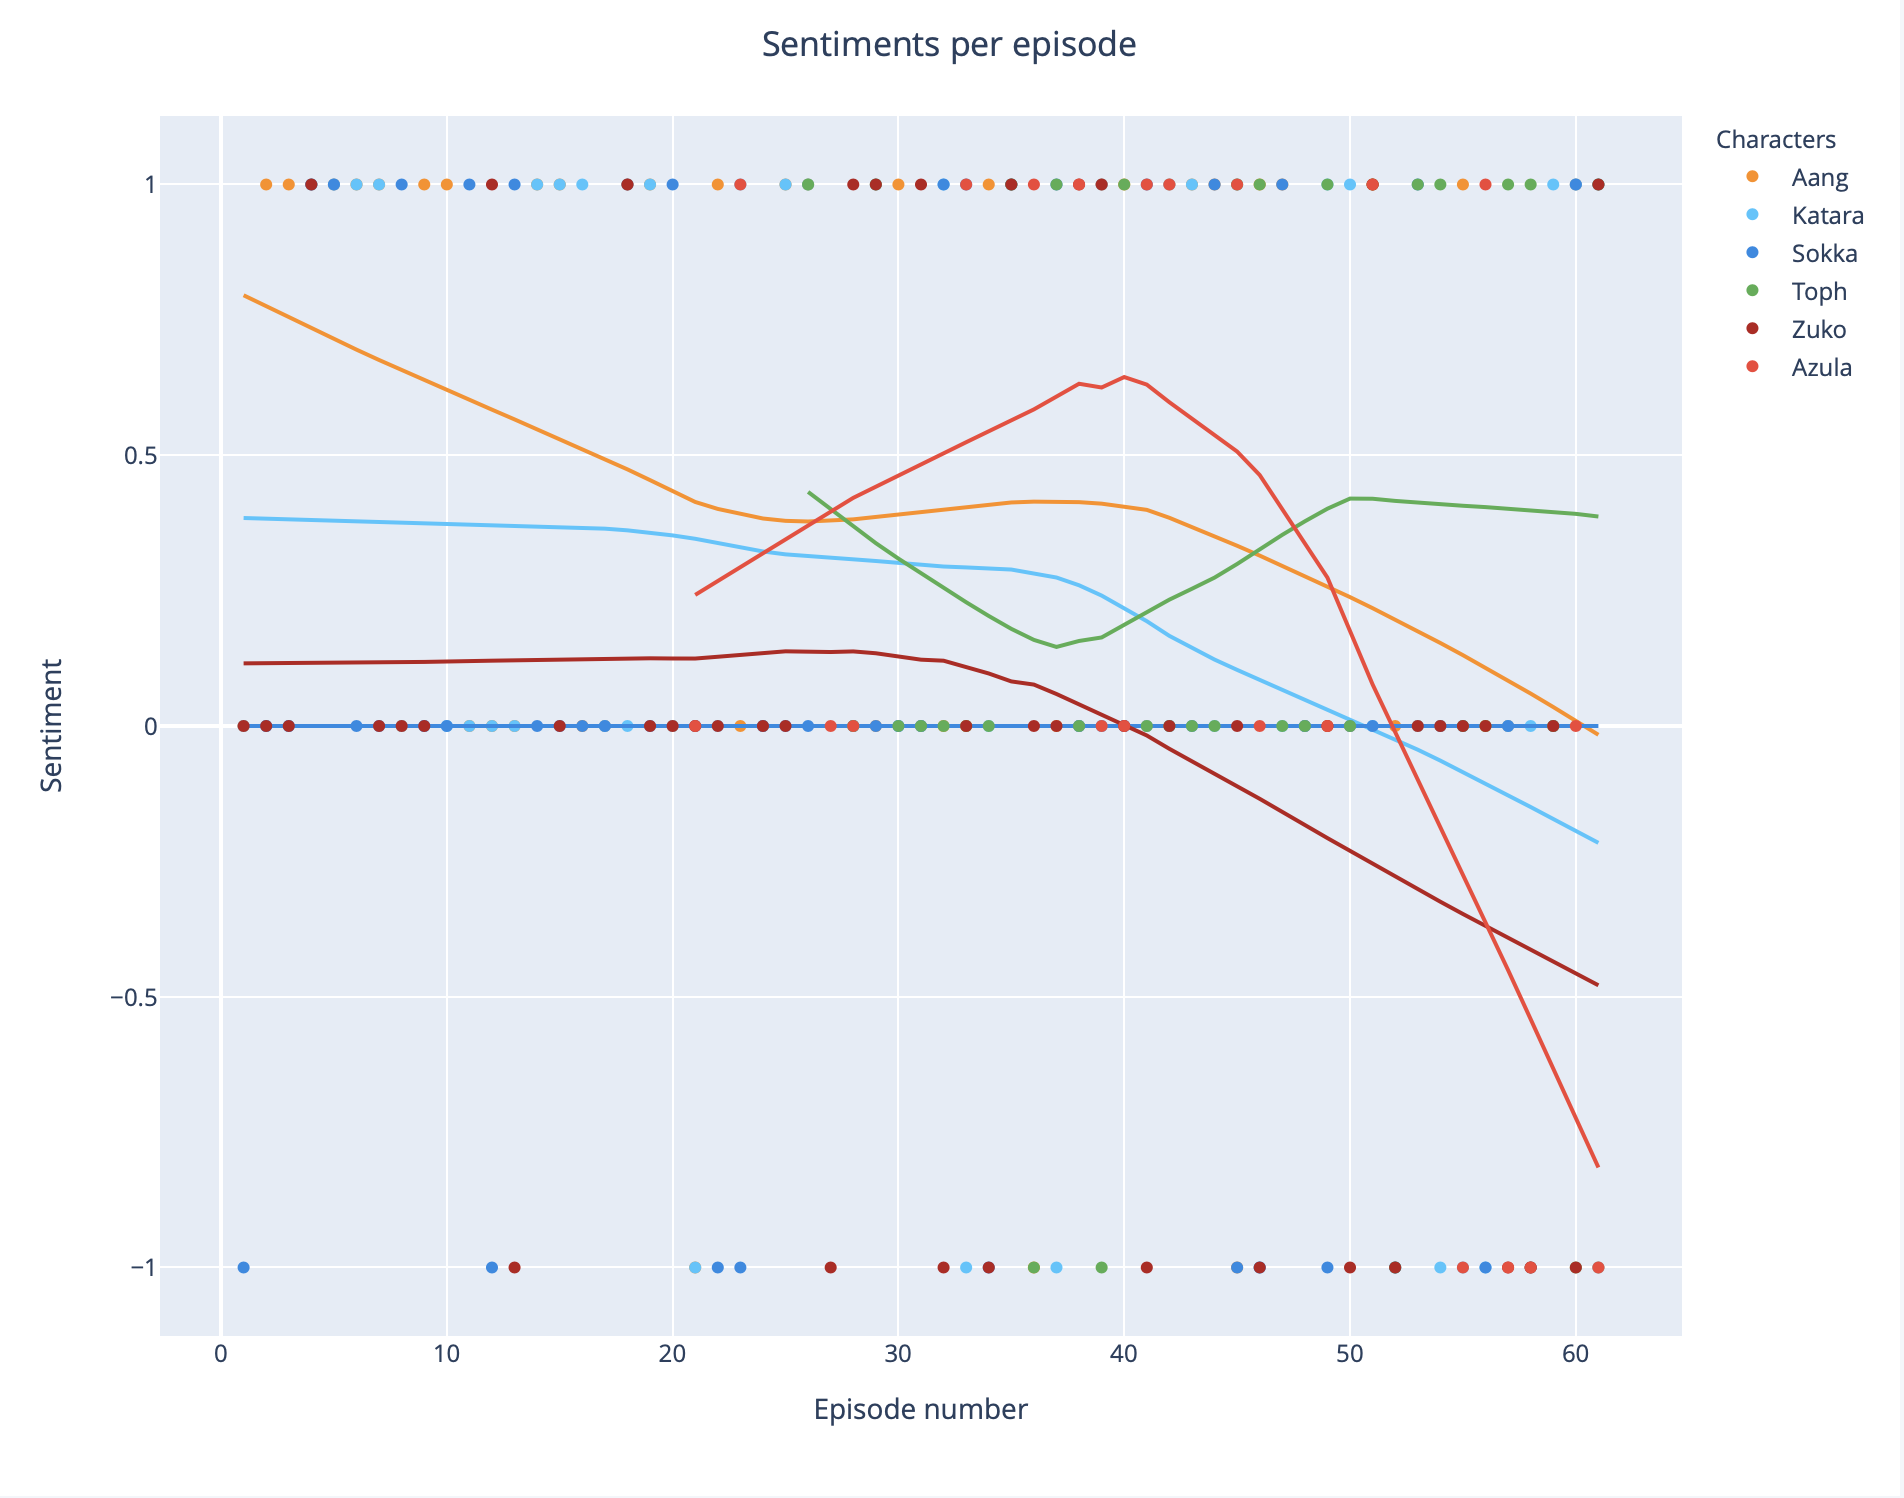 Sentiments per episode
Characters
Aang
Katara
Sokka
Toph
Zuko
Azula
1
0.5
0
−0.5
−1
Sentiment
0 10 20 30 40 50 60
Episode number